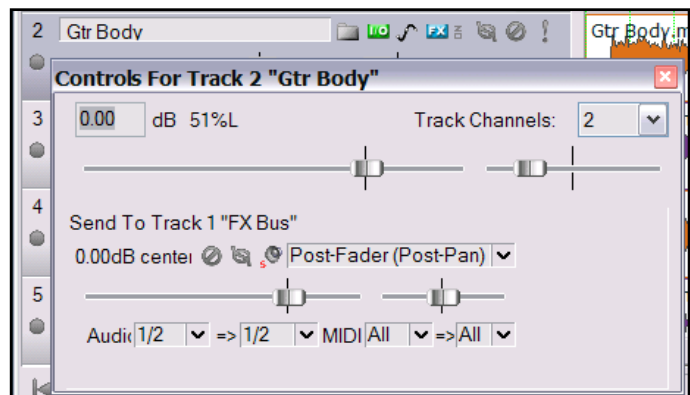 2 Gtr Body I/O FX Gtr Body.m
Controls For Track 2 "Gtr Body"
3 0.00 dB 51%L Track Channels: 2
4
Send To Track 1 "FX Bus"
0.00dB center Post-Fader (Post-Pan)
5
Audic 1/2 => 1/2 MIDI All => All